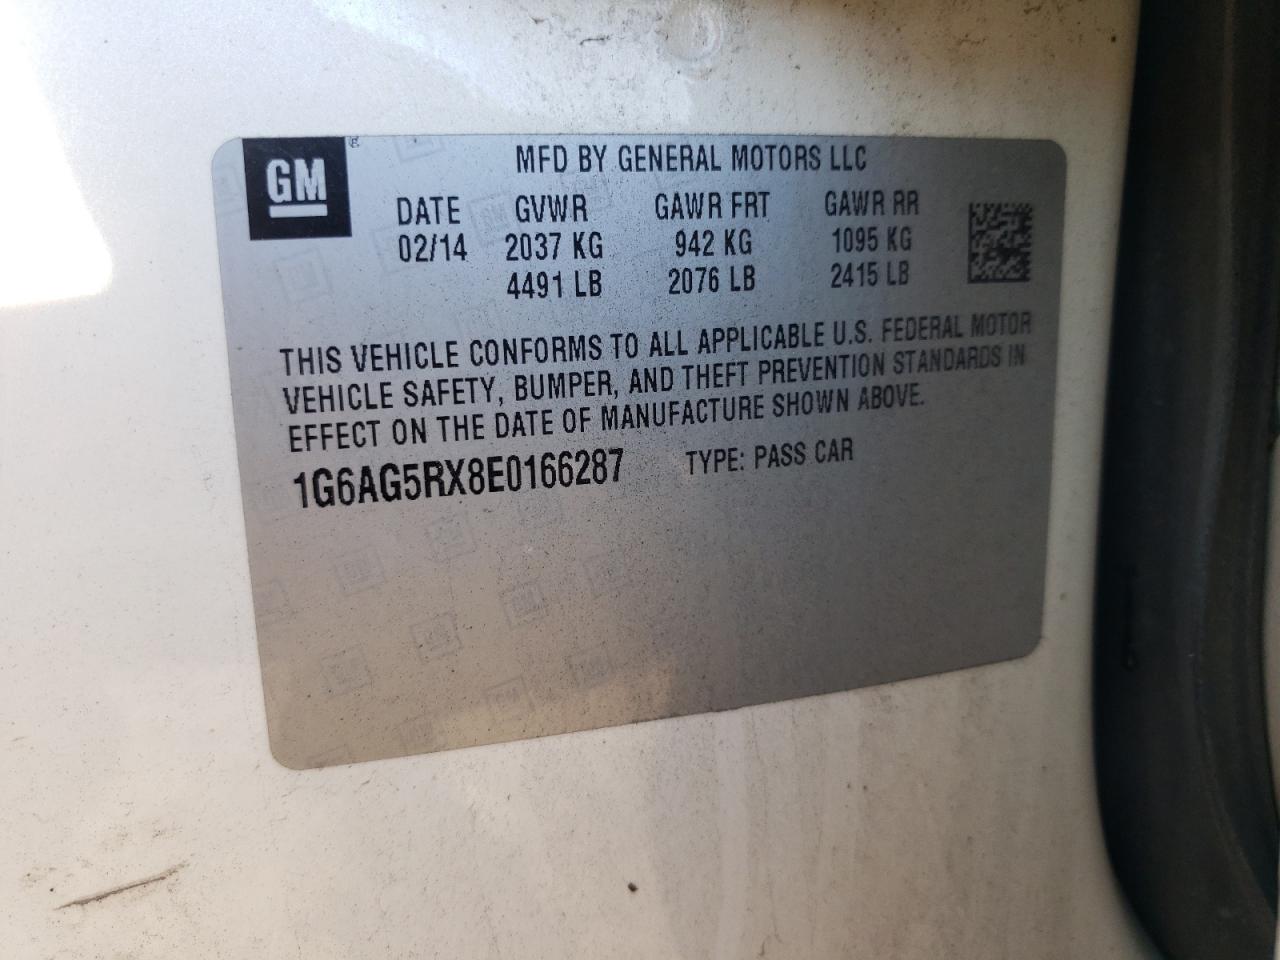 GM
MFD BY GENERAL MOTORS LLC
DATE GVWR GAWR FRT GAWR RR
02/14 2037 KG 942 KG 1095 KG
4491 LB 2076 LB 2415 LB
THIS VEHICLE CONFORMS TO ALL APPLICABLE U.S. FEDERAL MOTOR
VEHICLE SAFETY, BUMPER, AND THEFT PREVENTION STANDARDS IN
EFFECT ON THE DATE OF MANUFACTURE SHOWN ABOVE.
1G6AG5RX8E0166287 TYPE: PASS CAR